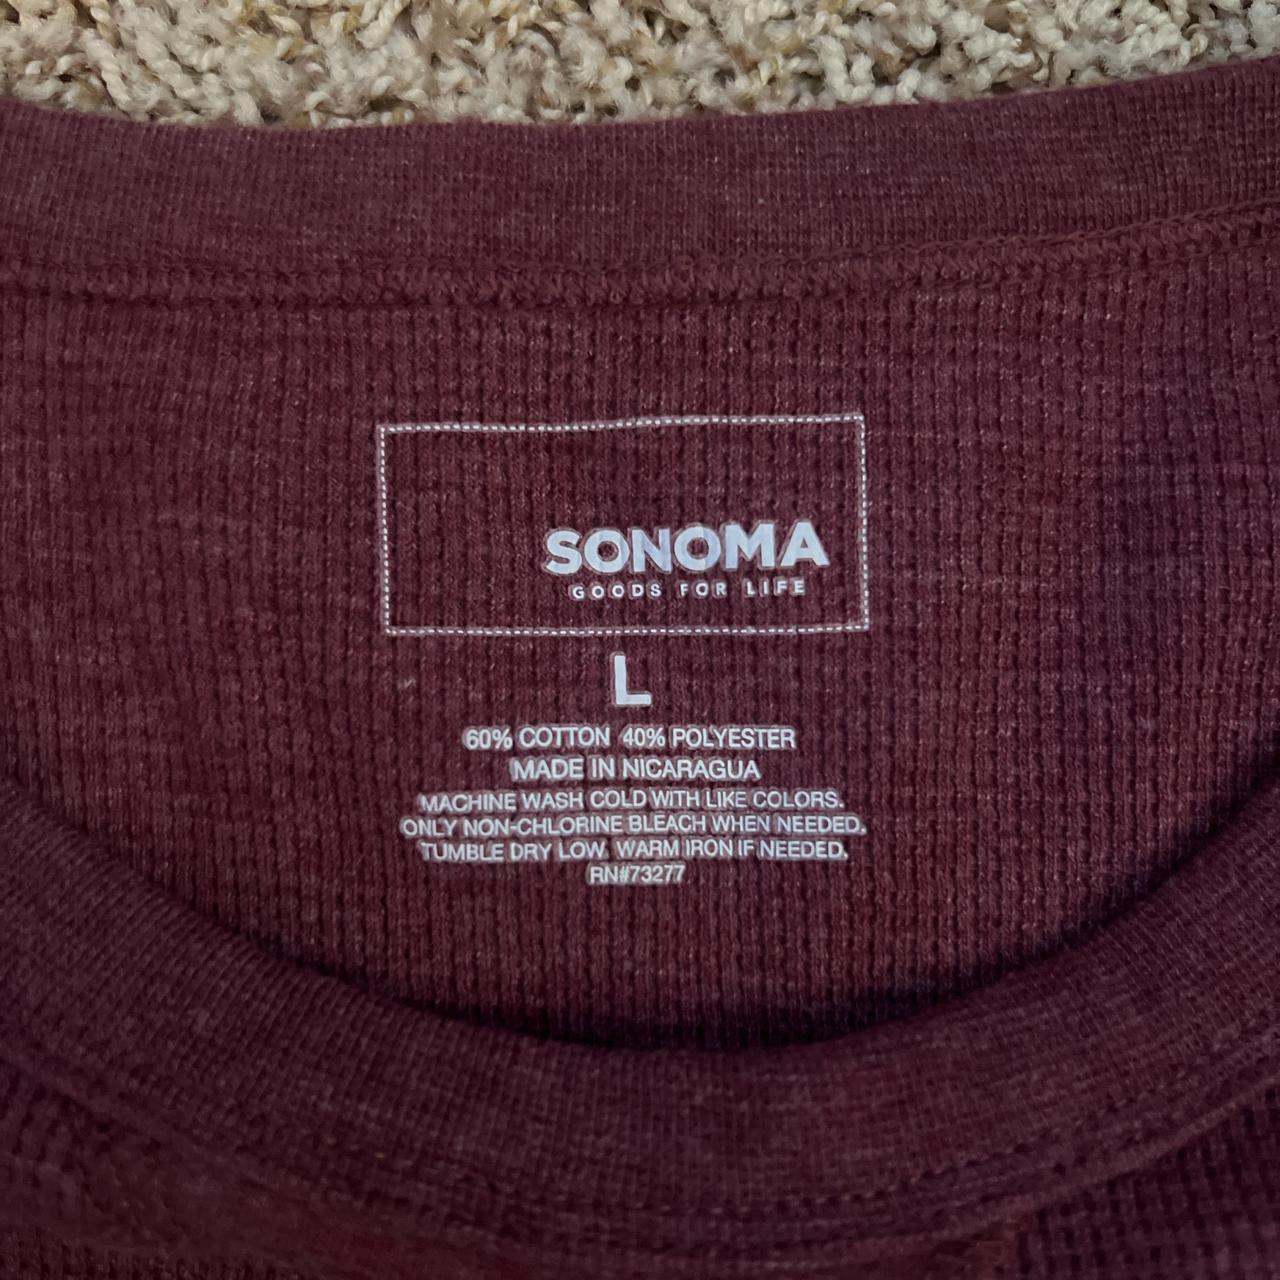 SONOMA
GOODS FOR LIFE
L
60% COTTON 40% POLYESTER
MADE IN NICARAGUA
MACHINE WASH COLD WITH LIKE COLORS.
ONLY NON-CHLORINE BLEACH WHEN NEEDED.
TUMBLE DRY LOW. WARM IRON IF NEEDED.
RN#73277